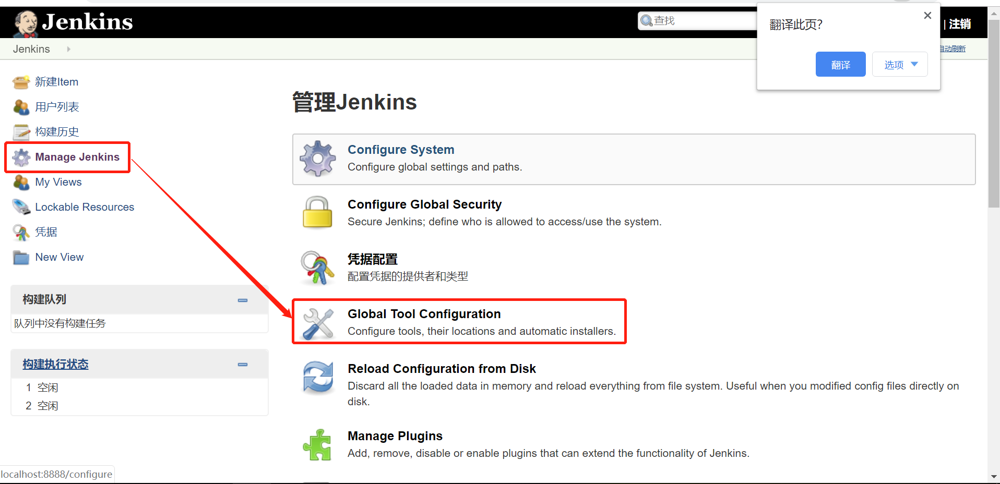 Jenkins
查找
翻译此页?
| 注销
翻译
选项
Jenkins
自动刷新
新建Item
用户列表
构建历史
Manage Jenkins
My Views
Lockable Resources
凭据
New View
构建队列
队列中没有构建任务
构建执行状态
1 空闲
2 空闲
管理Jenkins
Configure System
Configure global settings and paths.
Configure Global Security
Secure Jenkins; define who is allowed to access/use the system.
凭据配置
配置凭据的提供者和类型
Global Tool Configuration
Configure tools, their locations and automatic installers.
Reload Configuration from Disk
Discard all the loaded data in memory and reload everything from file system. Useful when you modified config files directly on
disk.
Manage Plugins
Add, remove, disable or enable plugins that can extend the functionality of Jenkins.
localhost:8888/configure